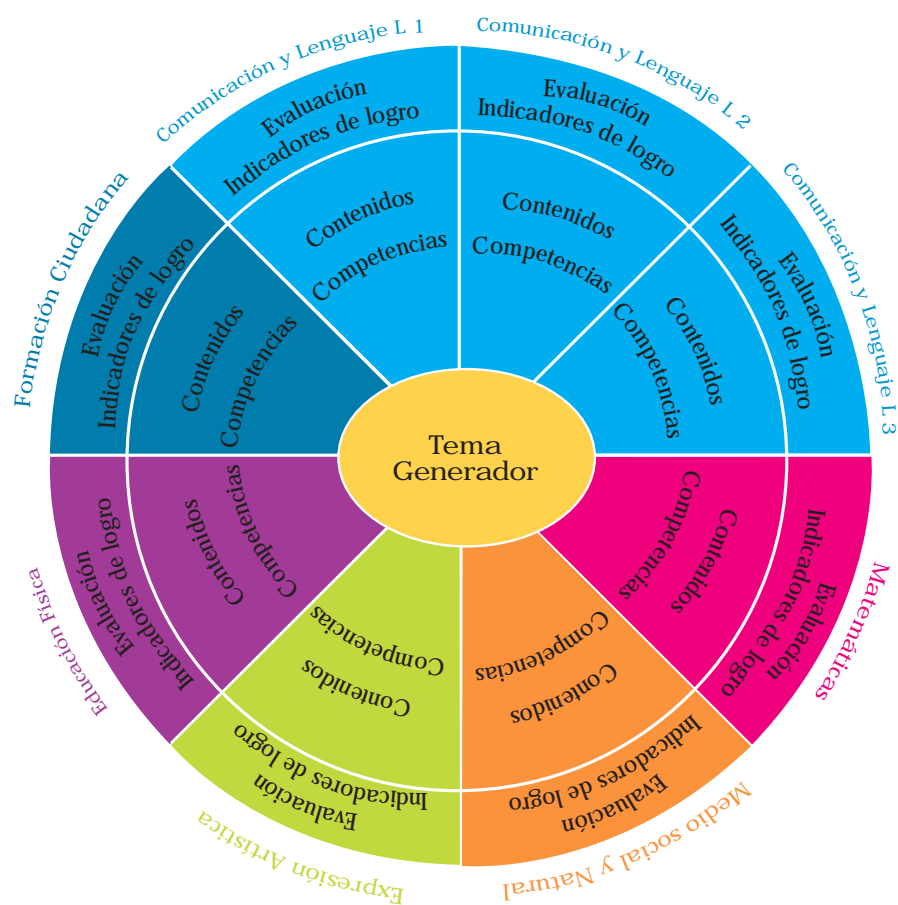 Comunicación y Lenguaje L 1
Evaluación
Indicadores de logro
Contenidos
Competencias
Comunicación y Lenguaje L 2
Evaluación
Indicadores de logro
Contenidos
Competencias
Comunicación y Lenguaje L 3
Evaluación
Indicadores de logro
Contenidos
Competencias
Matemáticas
Evaluación
Indicadores de logro
Contenidos
Competencias
Medio social y Natural
Evaluación
Indicadores de logro
Contenidos
Competencias
Expresión Artística
Evaluación
Indicadores de logro
Contenidos
Competencias
Educación Física
Evaluación
Indicadores de logro
Contenidos
Competencias
Formación Ciudadana
Evaluación
Indicadores de logro
Contenidos
Competencias
Tema
Generador